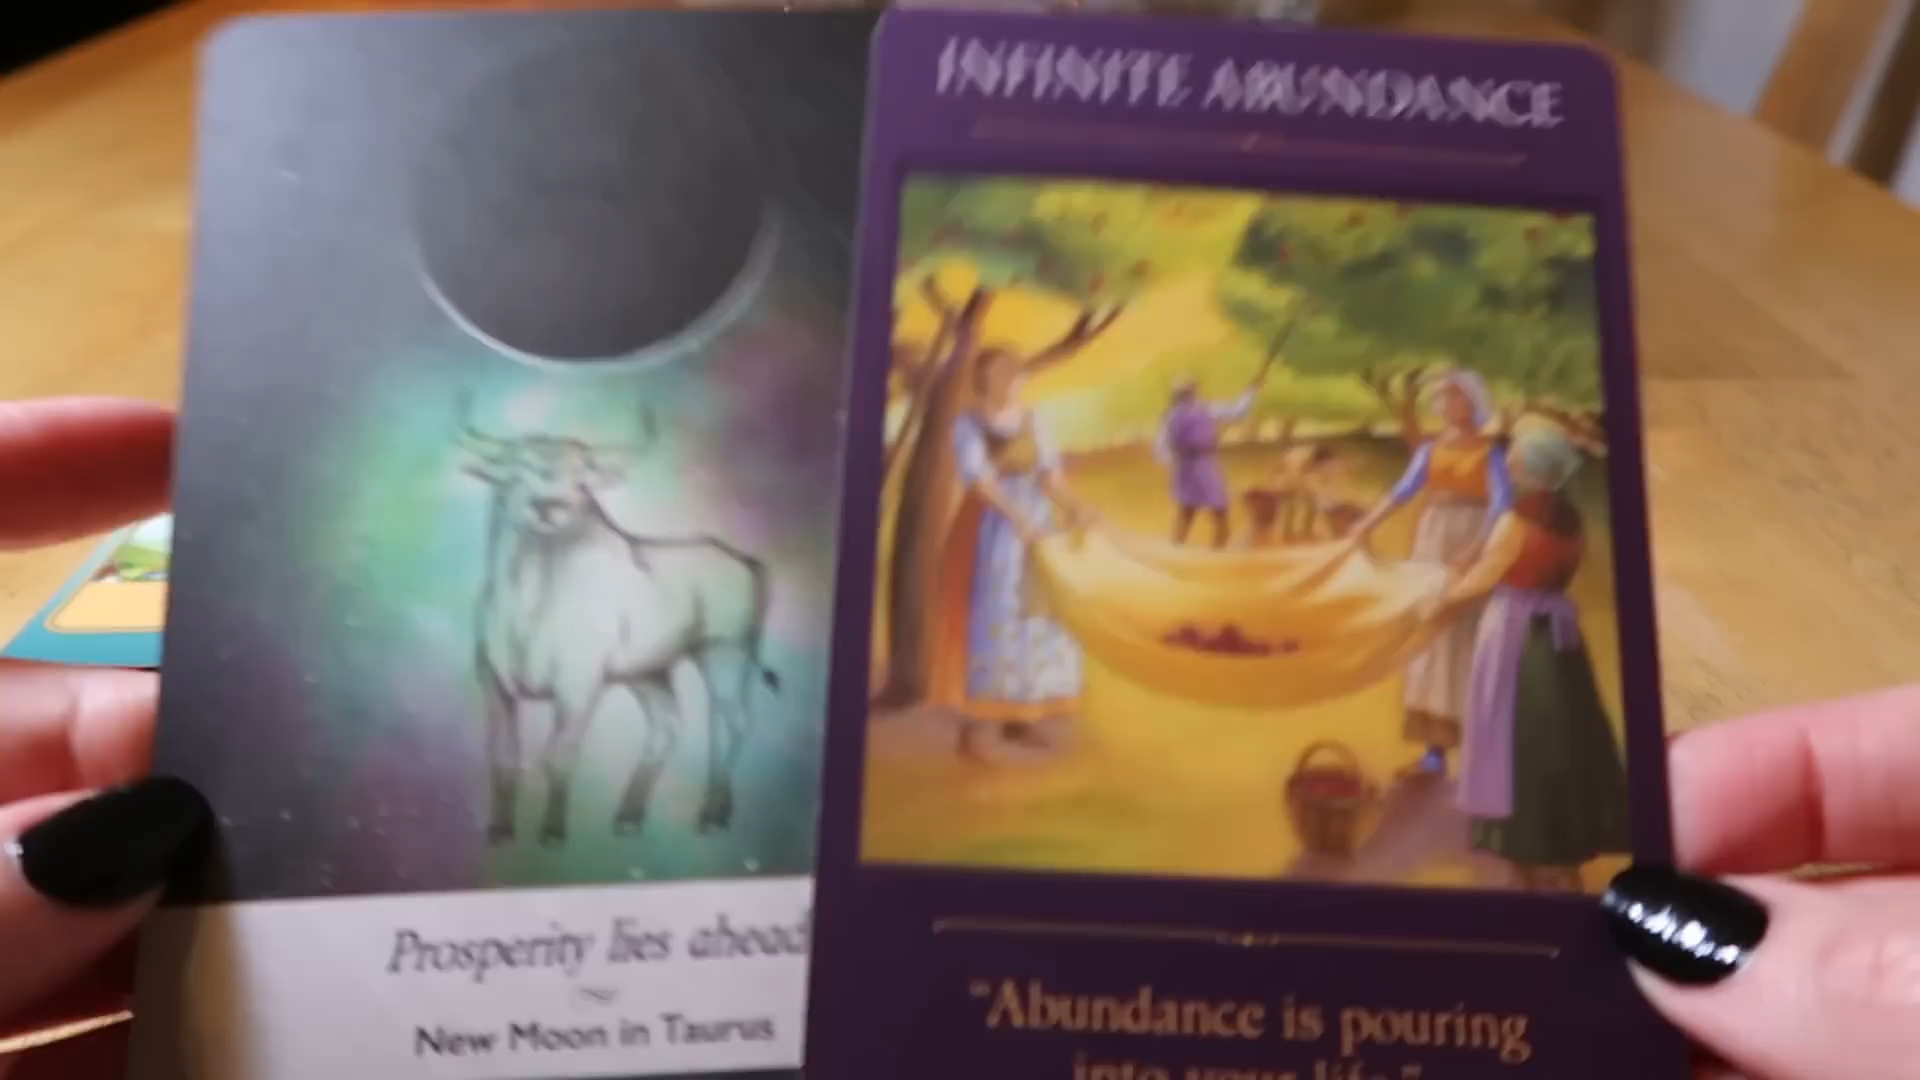 Prosperity lies ahead
New Moon in Taurus
INFINITE ABUNDANCE
"Abundance is pouring
into your life."